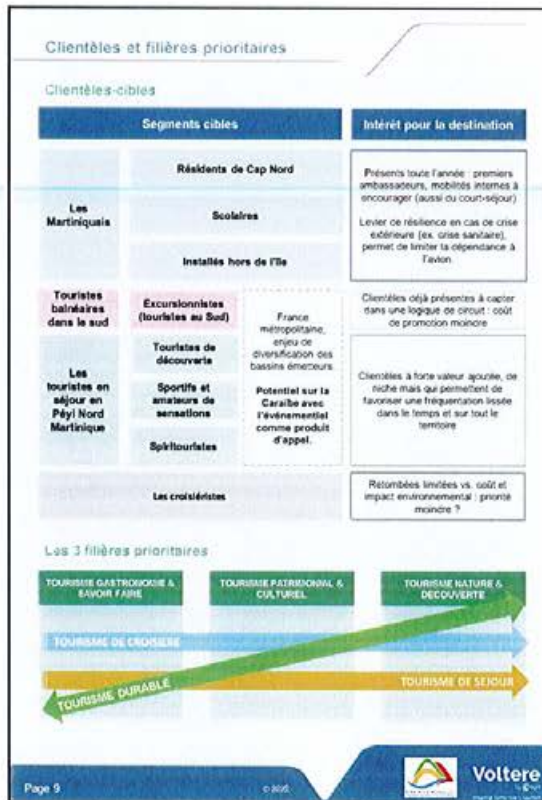 Clientèles et filières prioritaires
Clientèles-cibles
Segments cibles
Intérêt pour la destination
Les
Martiniquais
Résidents de Cap Nord
Scolaires
Installés hors de l'île
Présents toute l'année : premiers
ambassadeurs, mobilités internes à
encourager (aussi du court-séjour)
Levier de résilience en cas de crise
extérieure (ex. crise sanitaire),
permet de limiter la dépendance à
l'avion.
Touristes
balnéaires
dans le sud
Excursionnistes
(touristes au Sud)
Clientèles déjà présentes à capter
dans une logique de circuit : coût
de promotion moindre
Les
touristes en
séjour en
Péyi Nord
Martinique
Touristes de
découverte
Sportifs et
amateurs de
sensations
Spiritouristes
France
métropolitaine,
enjeu de
diversification des
bassins émetteurs
Potentiel sur la
Caraïbe avec
l'événementiel
comme produit
d'appel.
Clientèles à forte valeur ajoutée, de
niche mais qui permettent de
favoriser une fréquentation lissée
dans le temps et sur tout le
territoire
Les croisiéristes
Retombées limitées vs. coût et
impact environnemental : priorité
moindre ?
Les 3 filières prioritaires
TOURISME GASTRONOMIE &
SAVOIR FAIRE
TOURISME PATRIMONIAL &
CULTUREL
TOURISME NATURE &
DECOUVERTE
TOURISME DE CROISIERE
TOURISME DE SEJOUR
TOURISME DURABLE
Page 9
Voltere